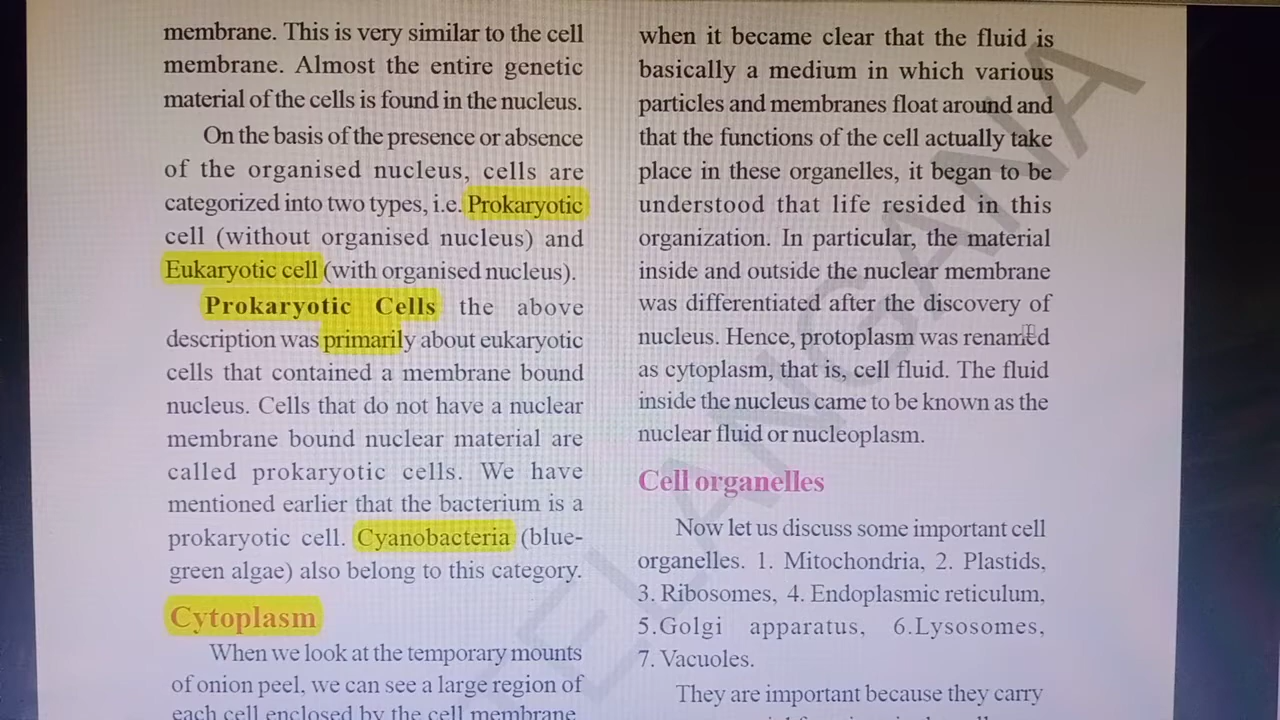 membrane. This is very similar to the cell
membrane. Almost the entire genetic
material of the cells is found in the nucleus.
On the basis of the presence or absence
of the organised nucleus, cells are
categorized into two types, i.e. Prokaryotic
cell (without organised nucleus) and
Eukaryotic cell (with organised nucleus).
Prokaryotic Cells the above
description was primarily about eukaryotic
cells that contained a membrane bound
nucleus. Cells that do not have a nuclear
membrane bound nuclear material are
called prokaryotic cells. We have
mentioned earlier that the bacterium is a
prokaryotic cell. Cyanobacteria (blue-
green algae) also belong to this category.
Cytoplasm
When we look at the temporary mounts
of onion peel, we can see a large region of
each cell enclosed by the cell membrane
when it became clear that the fluid is
basically a medium in which various
particles and membranes float around and
that the functions of the cell actually take
place in these organelles, it began to be
understood that life resided in this
organization. In particular, the material
inside and outside the nuclear membrane
was differentiated after the discovery of
nucleus. Hence, protoplasm was renamed
as cytoplasm, that is, cell fluid. The fluid
inside the nucleus came to be known as the
nuclear fluid or nucleoplasm.
Cell organelles
Now let us discuss some important cell
organelles. 1. Mitochondria, 2. Plastids,
3. Ribosomes, 4. Endoplasmic reticulum,
5.Golgi apparatus, 6.Lysosomes,
7. Vacuoles.
They are important because they carry
ELANGANA